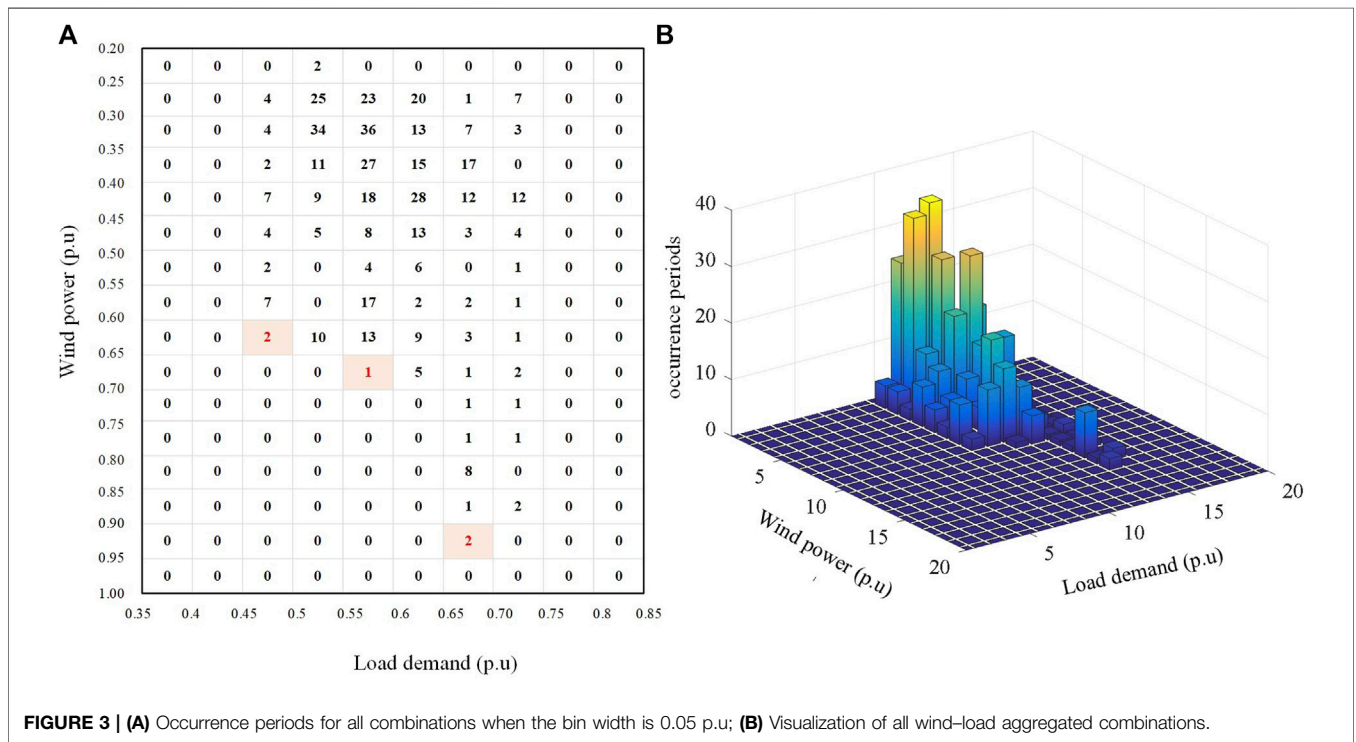 A
B
0.20
0 0 0 2 0 0 0 0 0 0
0.25
0 0 4 25 23 20 1 7 0 0
0.30
0 0 4 34 36 13 7 3 0 0
0.35
0 0 2 11 27 15 17 0 0 0
0.40
0 0 7 9 18 28 12 12 0 0
0.45
0 0 4 5 8 13 3 4 0 0
0.50
0 0 2 0 4 6 0 1 0 0
0.55
0 0 7 0 17 2 2 1 0 0
0.60
0 0 2 10 13 9 3 1 0 0
0.65
0 0 0 0 1 5 1 2 0 0
0.70
0 0 0 0 0 0 1 1 0 0
0.75
0 0 0 0 0 0 1 1 0 0
0.80
0 0 0 0 0 0 8 0 0 0
0.85
0 0 0 0 0 0 1 2 0 0
0.90
0 0 0 0 0 0 2 0 0 0
0.95
0 0 0 0 0 0 0 0 0 0
1.00
0.35 0.4 0.45 0.5 0.55 0.6 0.65 0.70 0.75 0.8 0.85
Wind power (p.u)
Load demand (p.u)
40
30
20
10
0
occurrence periods
5
10
15
20
Wind power (p.u)
5
10
15
20
Load demand (p.u)
FIGURE 3 | (A) Occurrence periods for all combinations when the bin width is 0.05 p.u; (B) Visualization of all wind–load aggregated combinations.